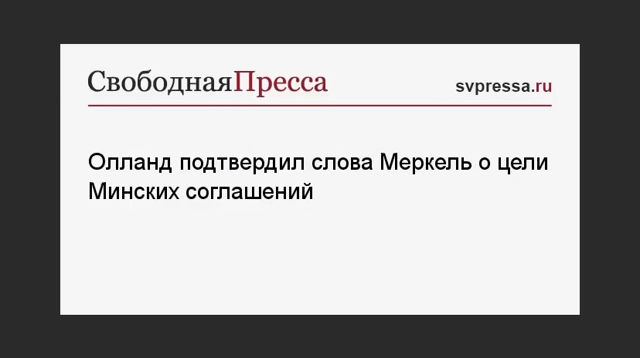 СвободнаяПресса
svpressa.ru
Олланд подтвердил слова Меркель о цели
Минских соглашений